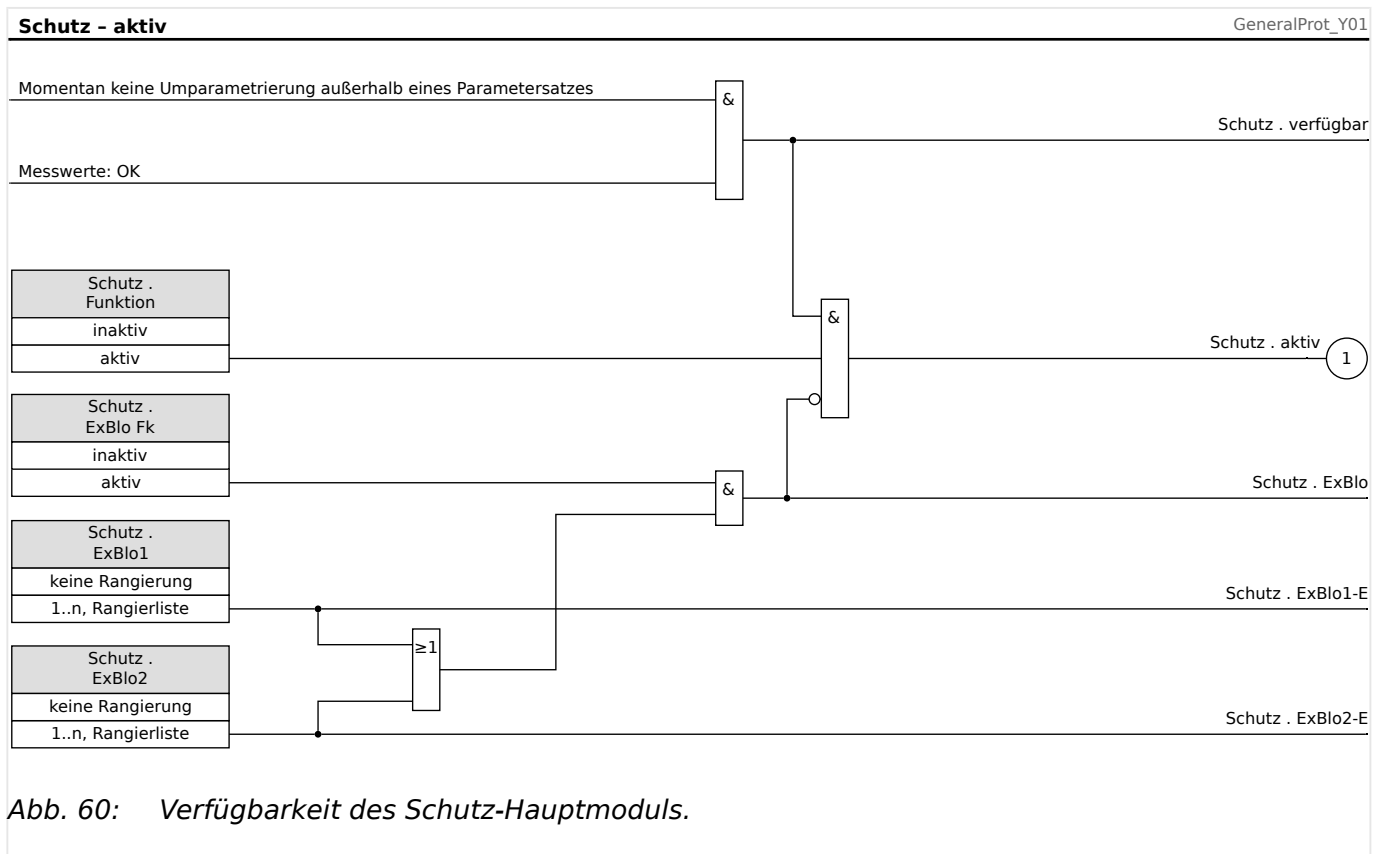 Schutz – aktiv
GeneralProt_Y01
Momentan keine Umparametrierung außerhalb eines Parametersatzes
&
Schutz . verfügbar
Messwerte: OK
Schutz .
Funktion
inaktiv
aktiv
&
Schutz . aktiv
1
Schutz .
ExBlo Fk
inaktiv
aktiv
&
Schutz . ExBlo
Schutz .
ExBlo1
keine Rangierung
1..n, Rangierliste
Schutz . ExBlo1-E
≥1
Schutz .
ExBlo2
keine Rangierung
1..n, Rangierliste
Schutz . ExBlo2-E
Abb. 60: Verfügbarkeit des Schutz-Hauptmoduls.